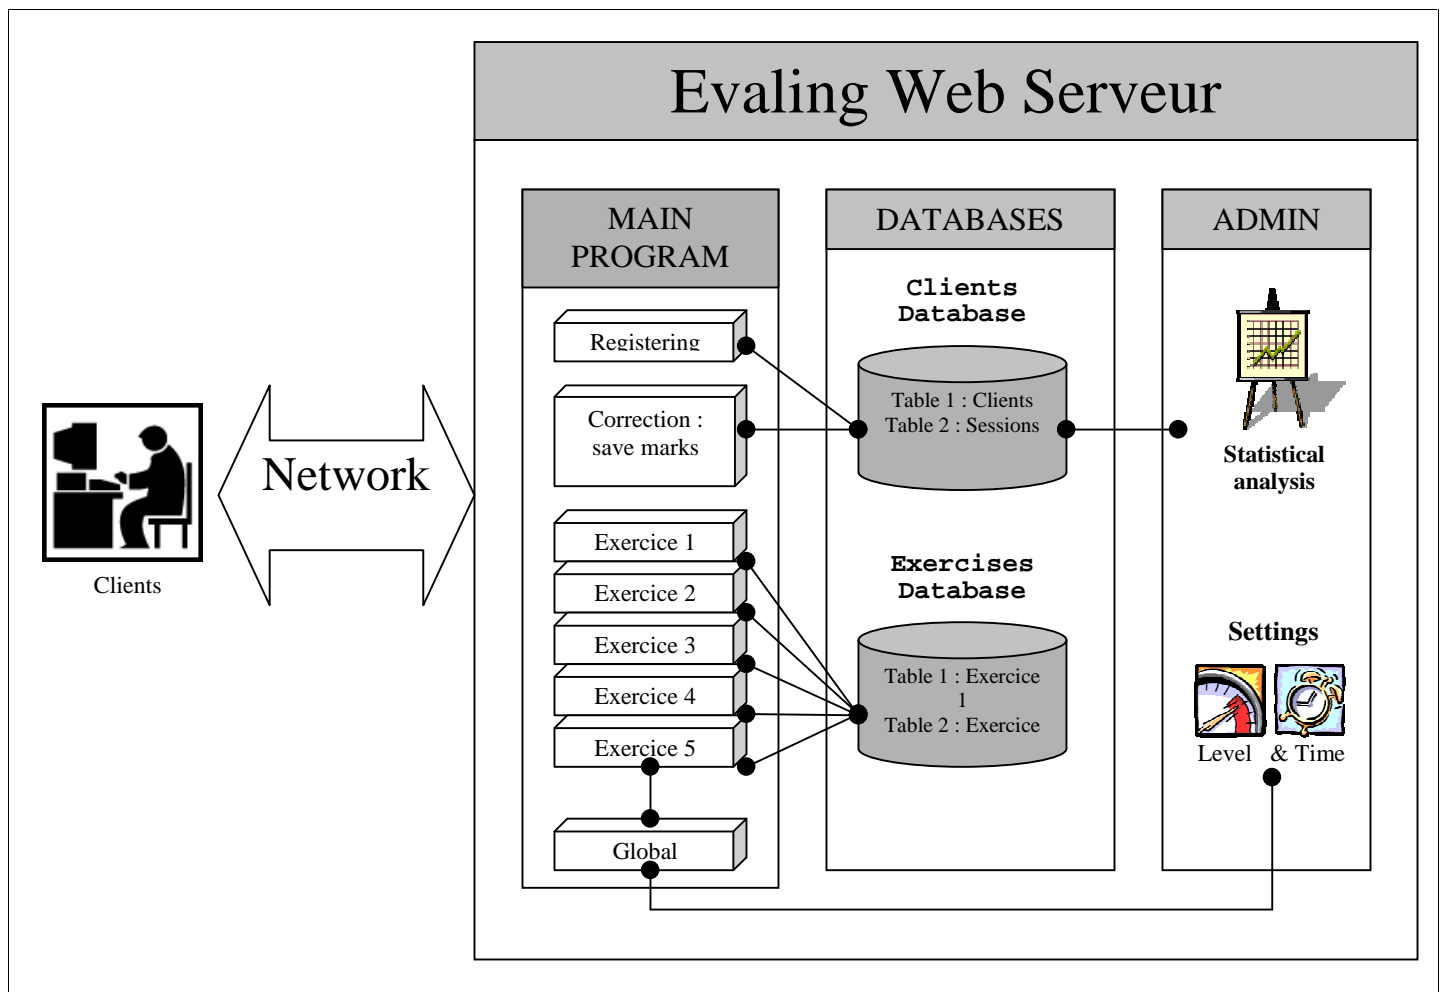 Evaling Web Serveur
MAIN
PROGRAM
Registering
Correction :
save marks
Exercice 1
Exercice 2
Exercice 3
Exercice 4
Exercice 5
Global
DATABASES
Clients
Database
Table 1 : Clients
Table 2 : Sessions
Exercises
Database
Table 1 : Exercice
1
Table 2 : Exercice
ADMIN
Statistical
analysis
Settings
Level & Time
Network
Clients